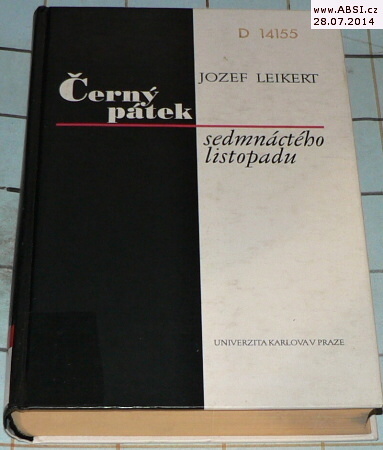 www.ABSI.cz
28.07.2014
D 14155
JOZEF LEIKERT
Černý
pátek
sedmnáctého
listopadu
UNIVERZITA KARLOVA V PRAZE